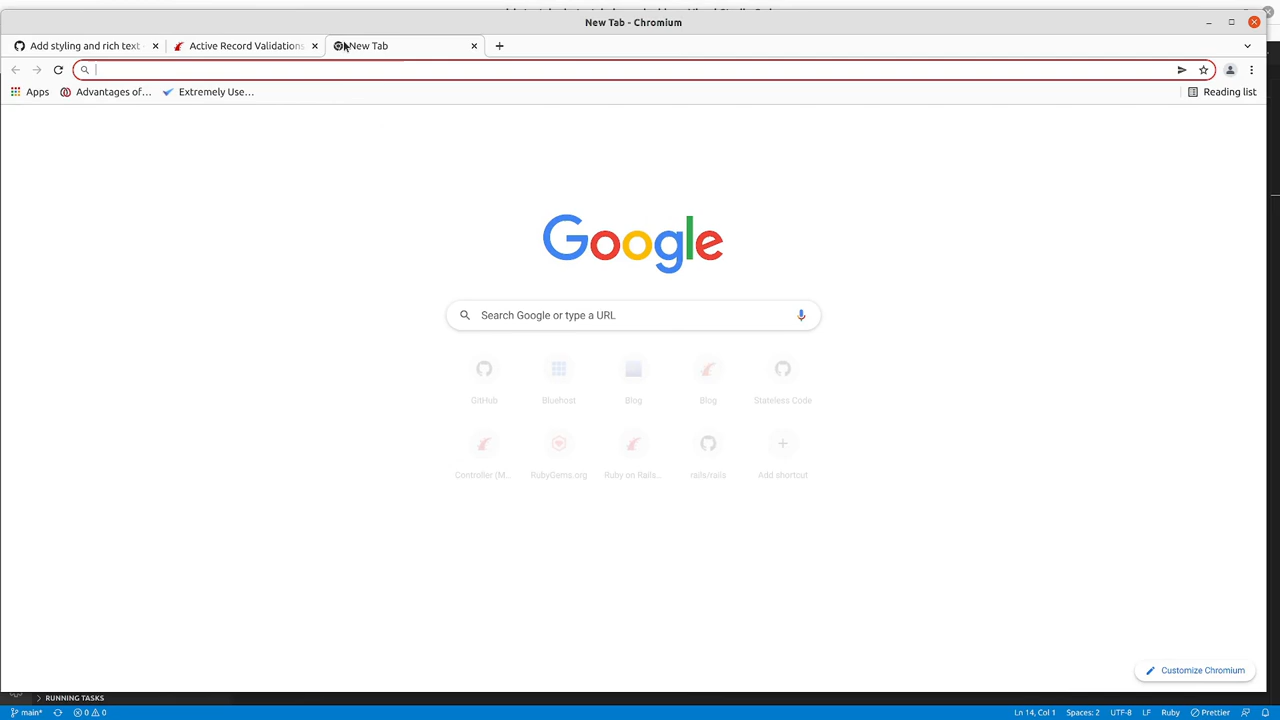 New Tab - Chromium
Add styling and rich text
Active Record Validations
New Tab
Apps
Advantages of...
Extremely Use...
Reading list
Google
Search Google or type a URL
GitHub
Bluehost
Blog
Blog
Stateless Code
Controller (M...
RubyGems.org
Ruby on Rails...
rails/rails
Add shortcut
Customize Chromium
RUNNING TASKS
main*
0
0
Ln 14, Col 1
Spaces: 2
UTF-8
LF
Ruby
Prettier